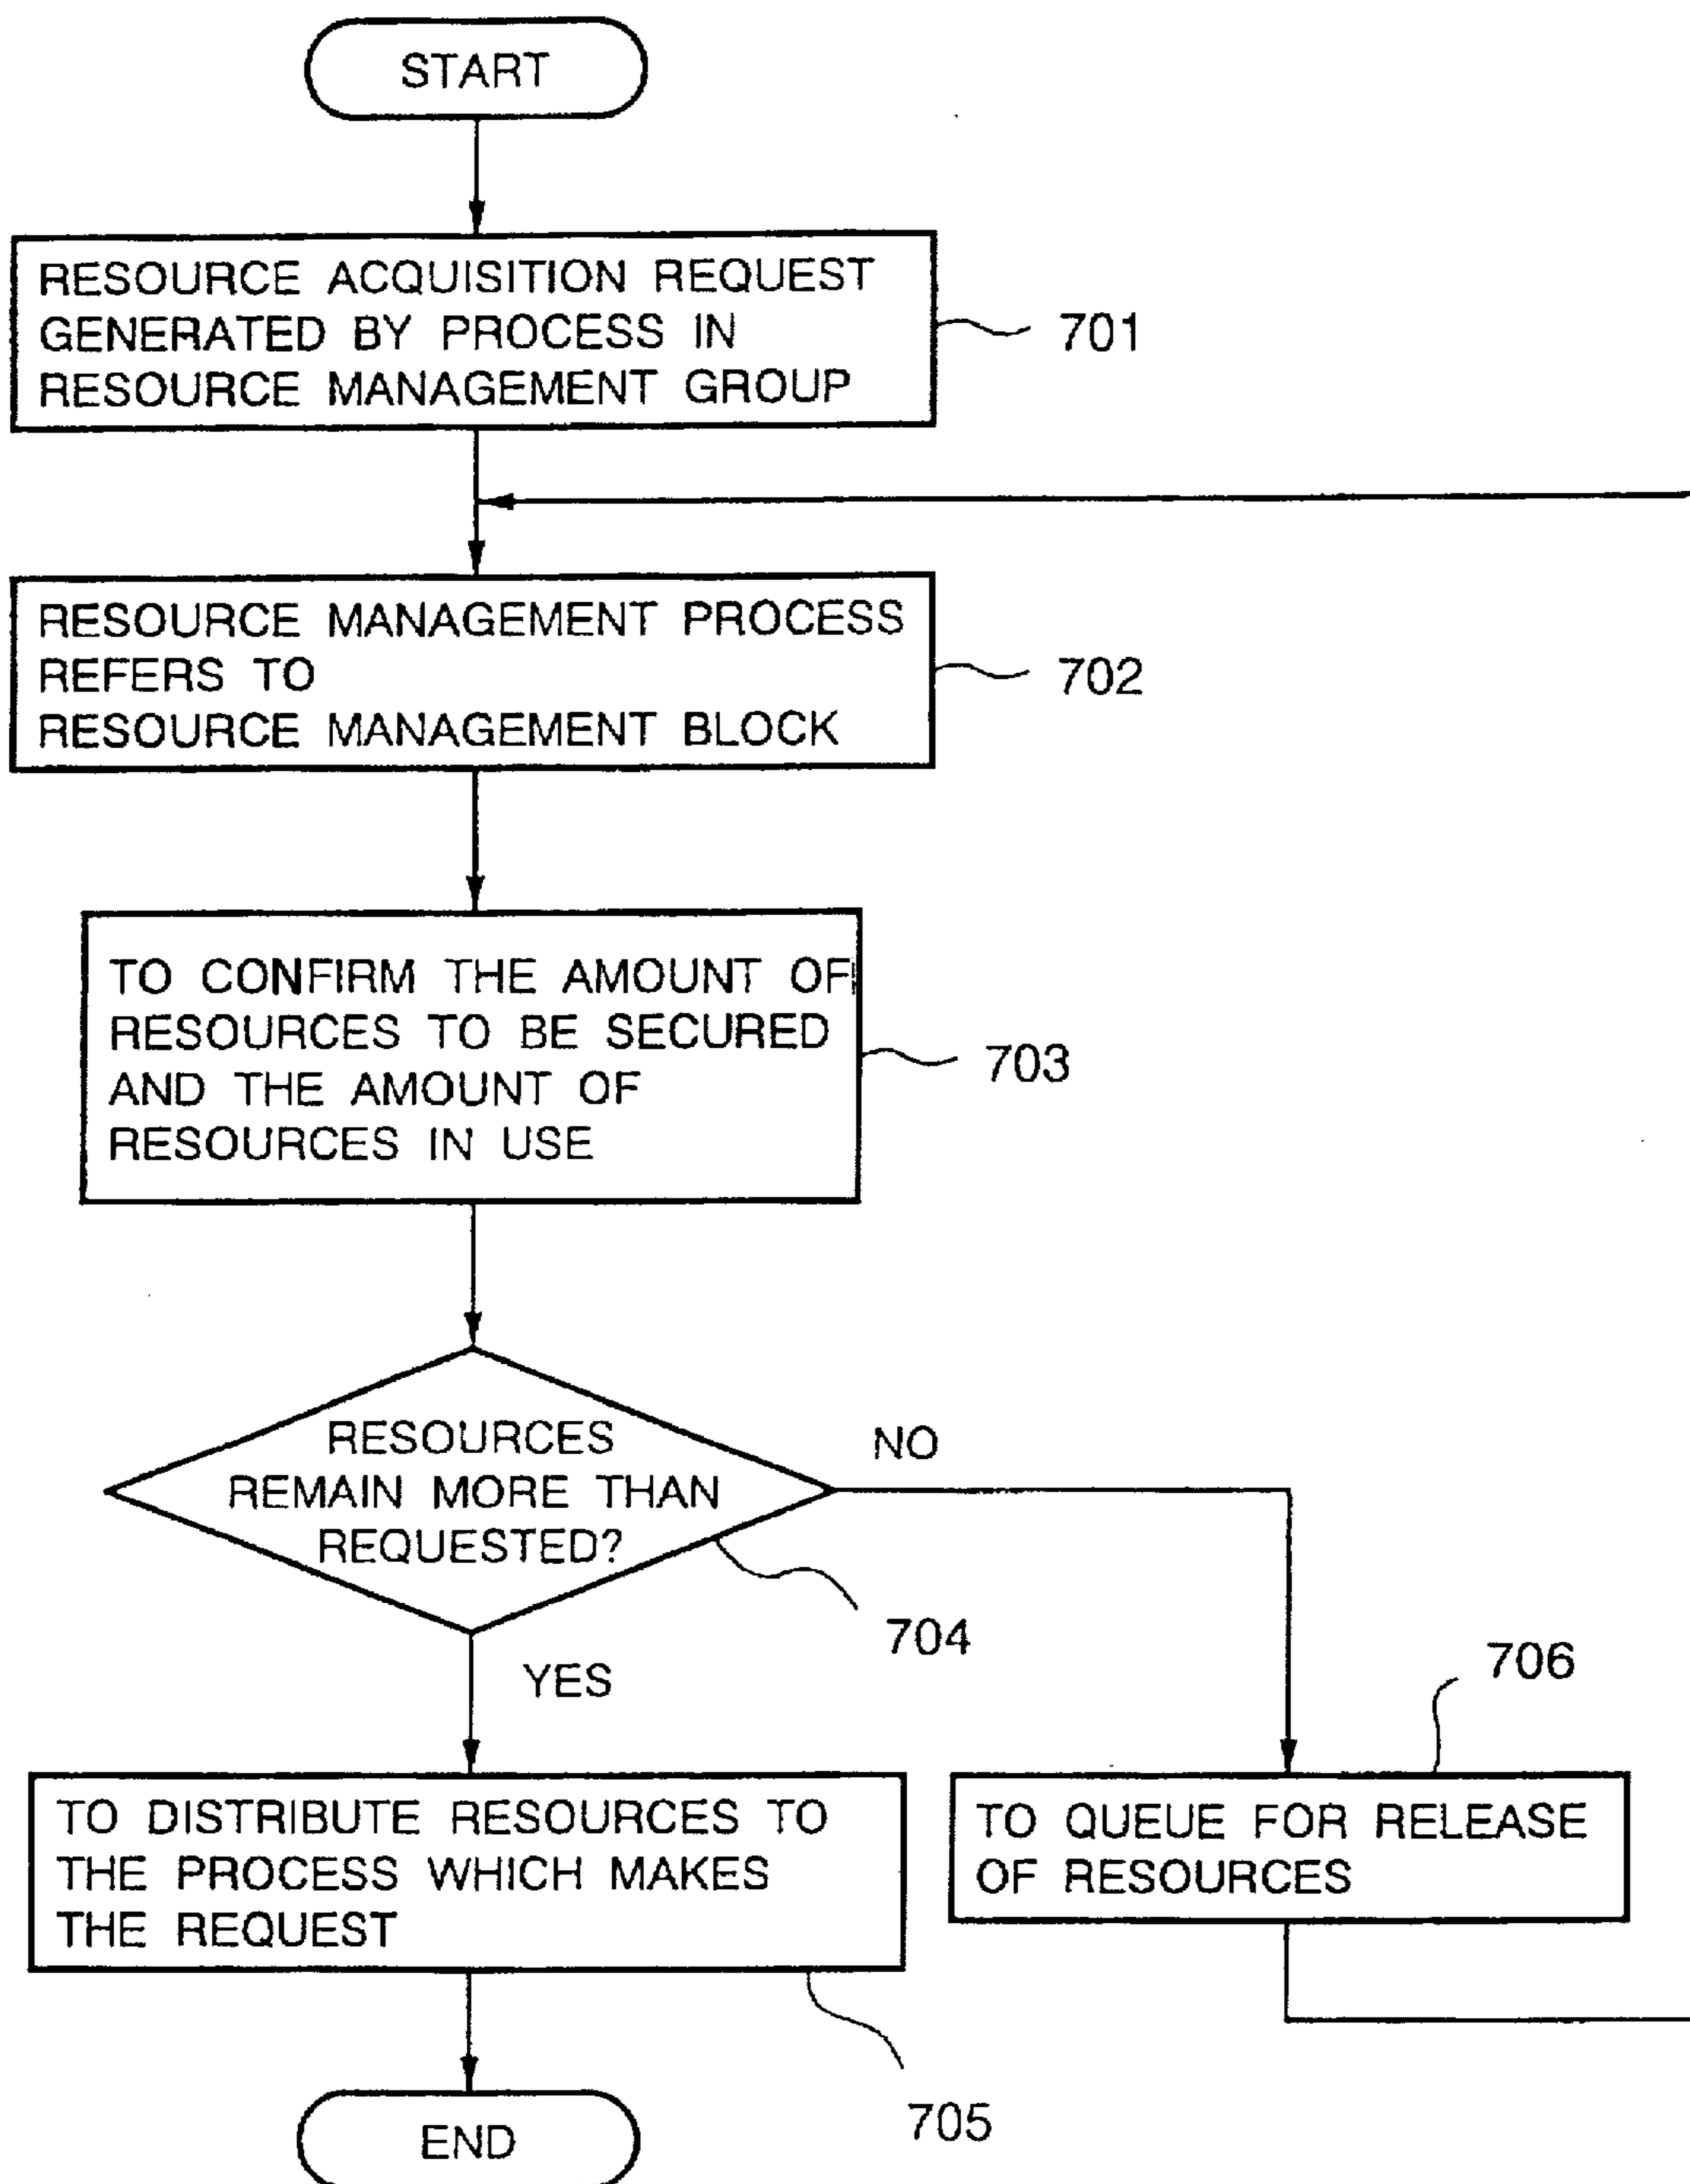 START
RESOURCE ACQUISITION REQUEST
GENERATED BY PROCESS IN
RESOURCE MANAGEMENT GROUP
701
RESOURCE MANAGEMENT PROCESS
REFERS TO
RESOURCE MANAGEMENT BLOCK
702
TO CONFIRM THE AMOUNT OF
RESOURCES TO BE SECURED
AND THE AMOUNT OF
RESOURCES IN USE
703
RESOURCES
REMAIN MORE THAN
REQUESTED?
NO
704
YES
706
TO DISTRIBUTE RESOURCES TO
THE PROCESS WHICH MAKES
THE REQUEST
TO QUEUE FOR RELEASE
OF RESOURCES
705
END